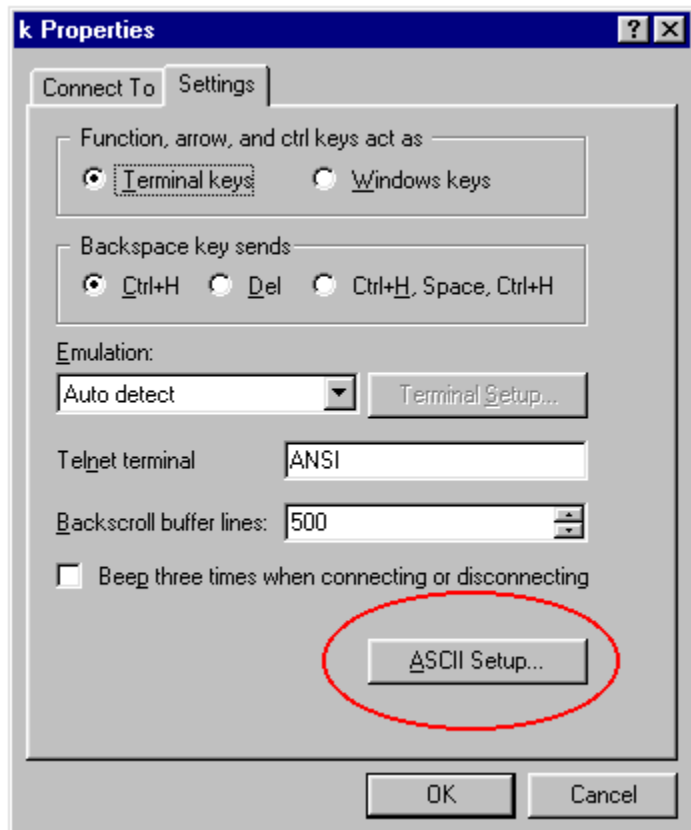 k Properties
Connect To Settings
Function, arrow, and ctrl keys act as
Terminal keys Windows keys
Backspace key sends
Ctrl+H Del Ctrl+H, Space, Ctrl+H
Emulation:
Auto detect Terminal Setup...
Telnet terminal ANSI
Backscroll buffer lines: 500
Beep three times when connecting or disconnecting
ASCII Setup...
OK Cancel